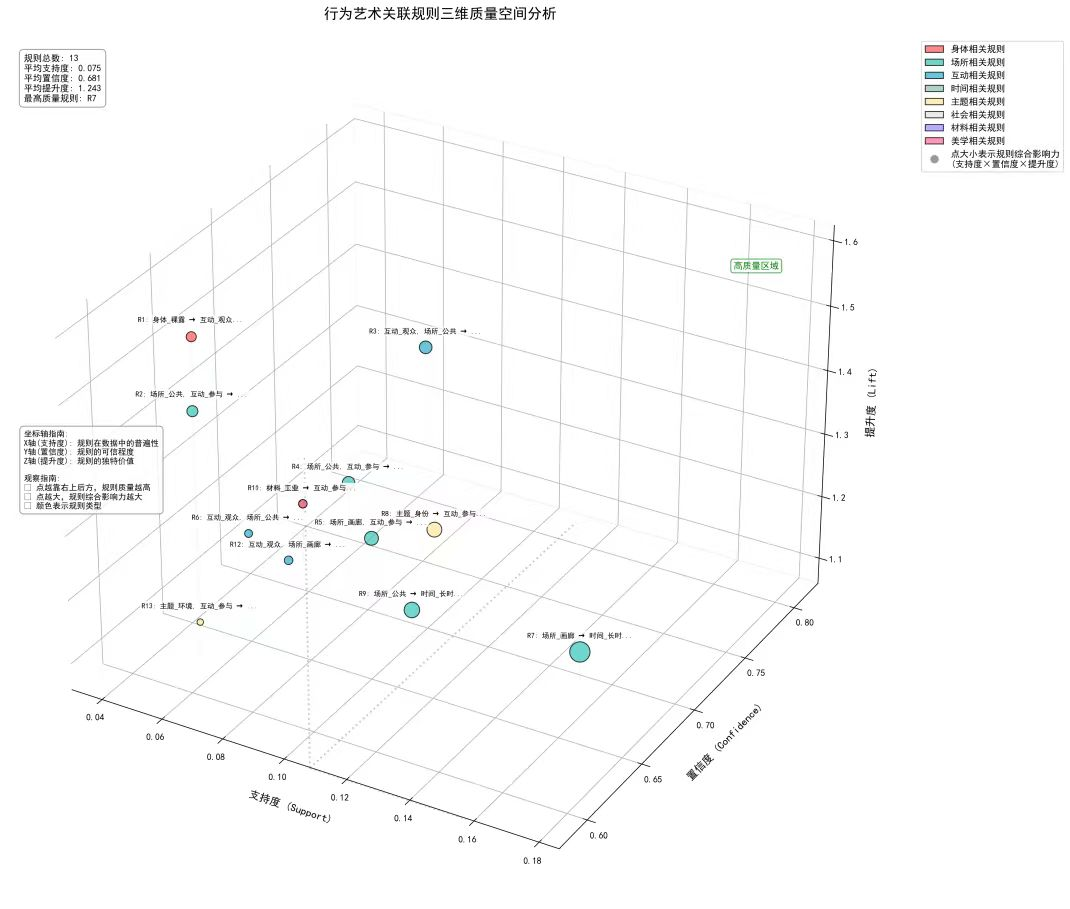 行为艺术关联规则三维质量空间分析
规则总数: 13
平均支持度: 0.075
平均置信度: 0.681
平均提升度: 1.243
最高质量规则: R7
身体相关规则
场所相关规则
互动相关规则
时间相关规则
主题相关规则
社会相关规则
材料相关规则
美学相关规则
点大小表示规则综合影响力
(支持度×置信度×提升度)
高质量区域
R1: 身体_裸露 → 互动_观众...
R3: 互动_观众, 场所_公共 → ...
R2: 场所_公共, 互动_参与 → ...
坐标轴指南:
X轴(支持度): 规则在数据中的普遍性
Y轴(置信度): 规则的可信程度
Z轴(提升度): 规则的独特价值
观察指南:
□ 点越靠右上后方, 规则质量越高
□ 点越大, 规则综合影响力越大
□ 颜色表示规则类型
R4: 场所_公共, 互动_参与 → ...
材料_工业 → 互动_参与...
R6: 互动_观众, 场所_公共 → ...
R8: 主题_身份 → 互动_参与...
R5: 场所_画廊, 互动_参与 → ...
R12: 互动_观众, 场所_画廊 → ...
R9: 场所_公共 → 时间_长时...
R13: 主题_环境, 互动_参与 → ...
R7: 场所_画廊 → 时间_长时...
1.6
1.5
1.4
1.3
1.2
1.1
提升度 (Lift)
0.80
0.75
0.70
0.65
0.60
置信度 (Confidence)
0.04
0.06
0.08
0.10
0.12
0.14
0.16
0.18
支持度 (Support)